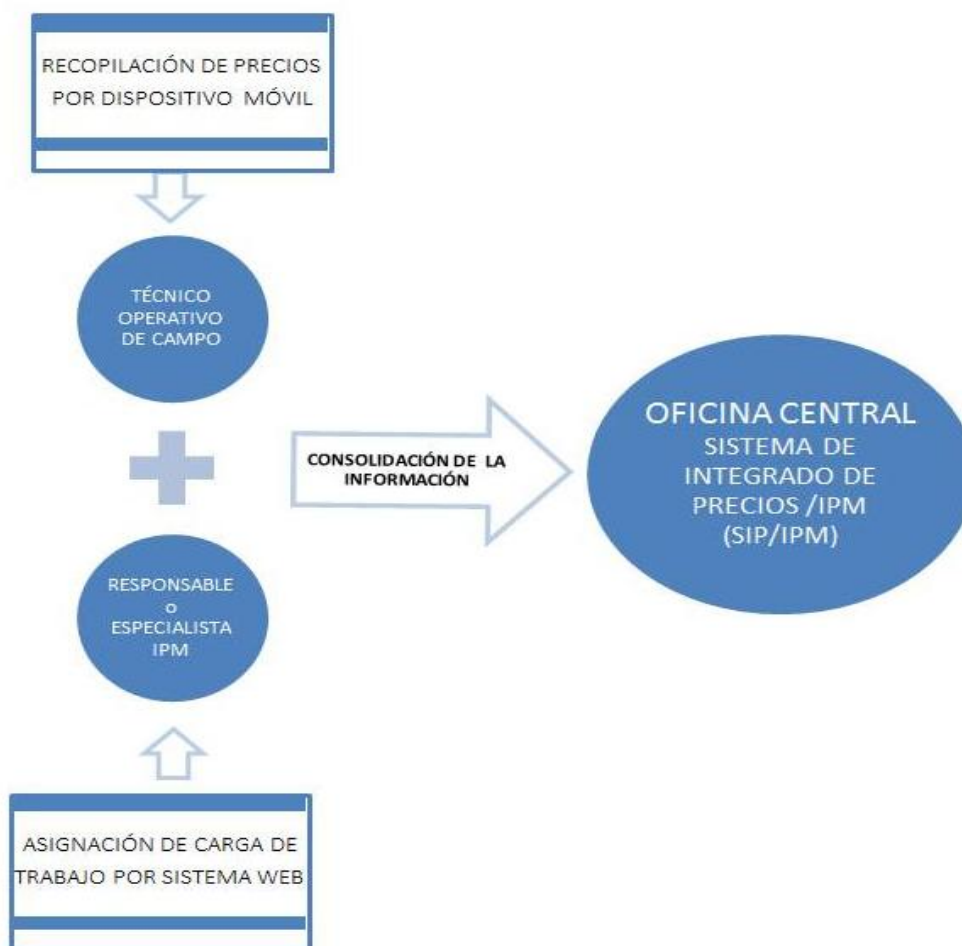 RECOPILACIÓN DE PRECIOS
POR DISPOSITIVO MÓVIL
TÉCNICO
OPERATIVO
DE CAMPO
RESPONSABLE
o
ESPECIALISTA
IPM
ASIGNACIÓN DE CARGA DE
TRABAJO POR SISTEMA WEB
CONSOLIDACIÓN DE LA
INFORMACIÓN
OFICINA CENTRAL
SISTEMA DE
INTEGRADO DE
PRECIOS /IPM
(SIP/IPM)